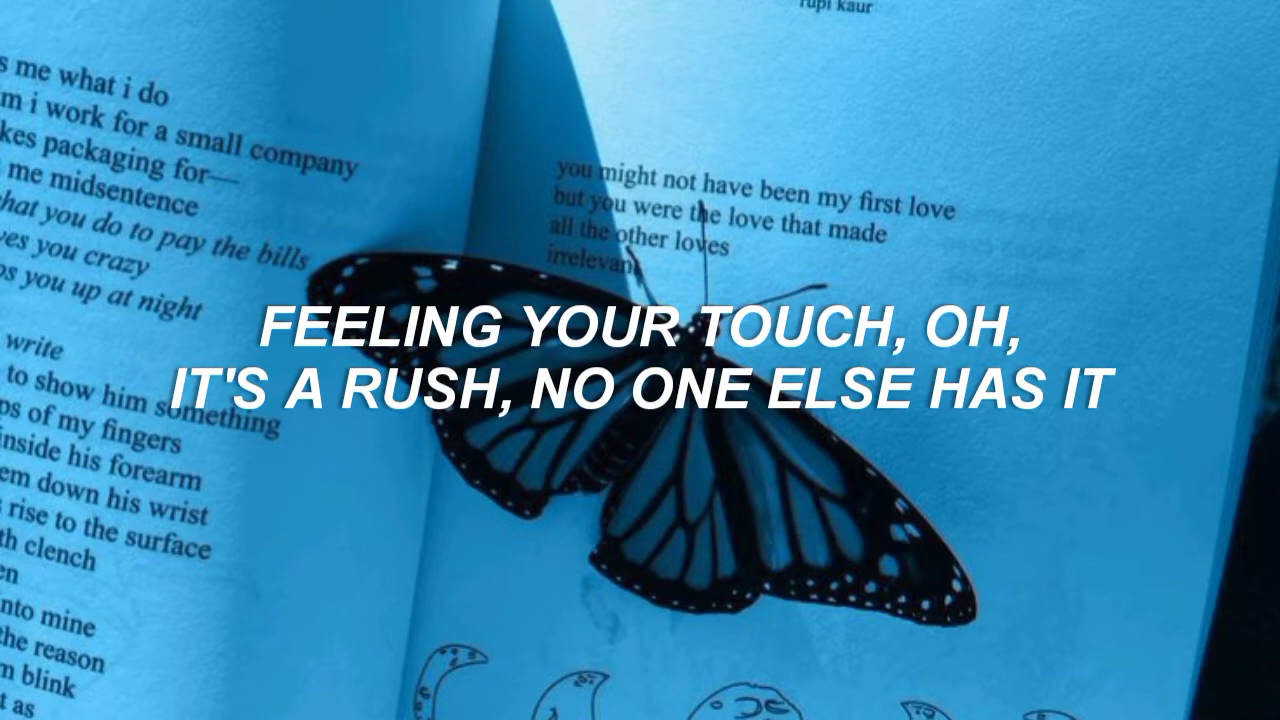 s me what i do
m i work for a small company
kes packaging for—
me midsentence
hat you do to pay the bills
ves you crazy
ps you up at night
write
to show him something
ps of my fingers
inside his forearm
em down his wrist
rise to the surface
th clench
en
nto mine
the reason
m blink
t as
rupi kaur
you might not have been my first love
but you were the love that made
all the other loves
irrelevant
FEELING YOUR TOUCH, OH,
IT'S A RUSH, NO ONE ELSE HAS IT